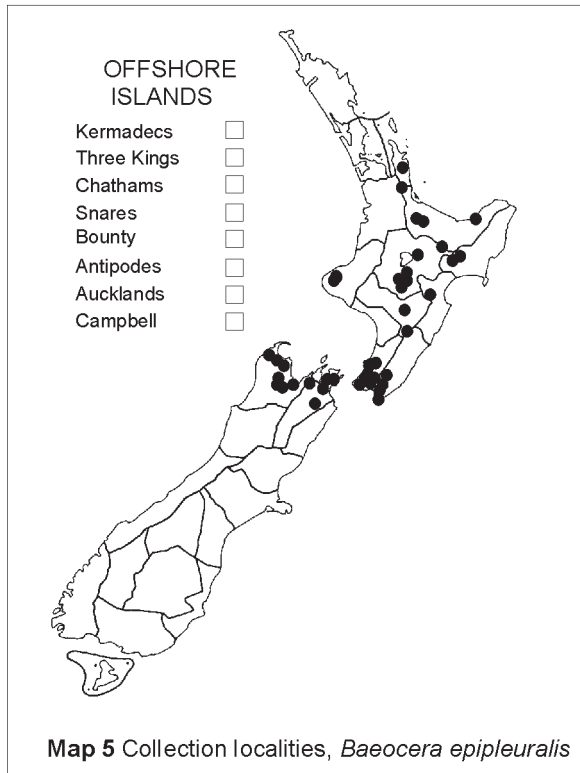 OFFSHORE
ISLANDS
Kermadecs
Three Kings
Chathams
Snares
Bounty
Antipodes
Aucklands
Campbell
Map 5 Collection localities, Baeocera epipleuralis